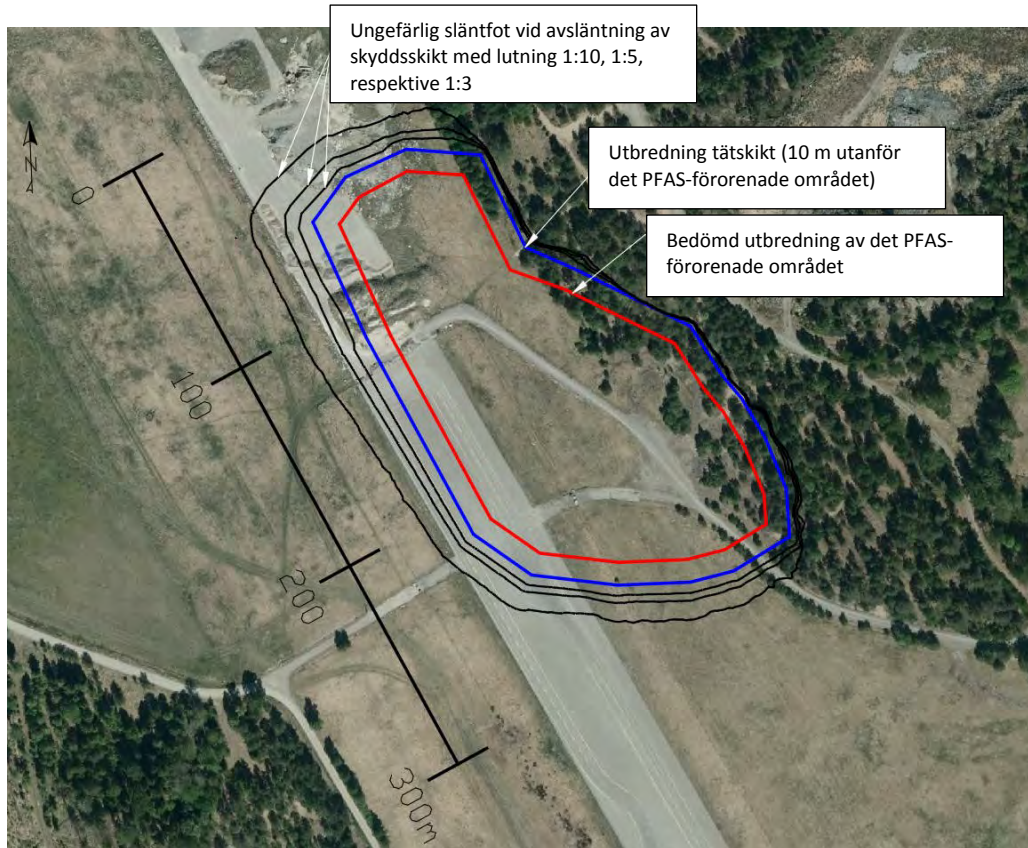 Ungefärlig släntfot vid avsläntning av
skyddsskikt med lutning 1:10, 1:5,
respektive 1:3
Utbredning tätskikt (10 m utanför
det PFAS-förorenade området)
Bedömd utbredning av det PFAS-
förorenade området
N
0
100
200
300m